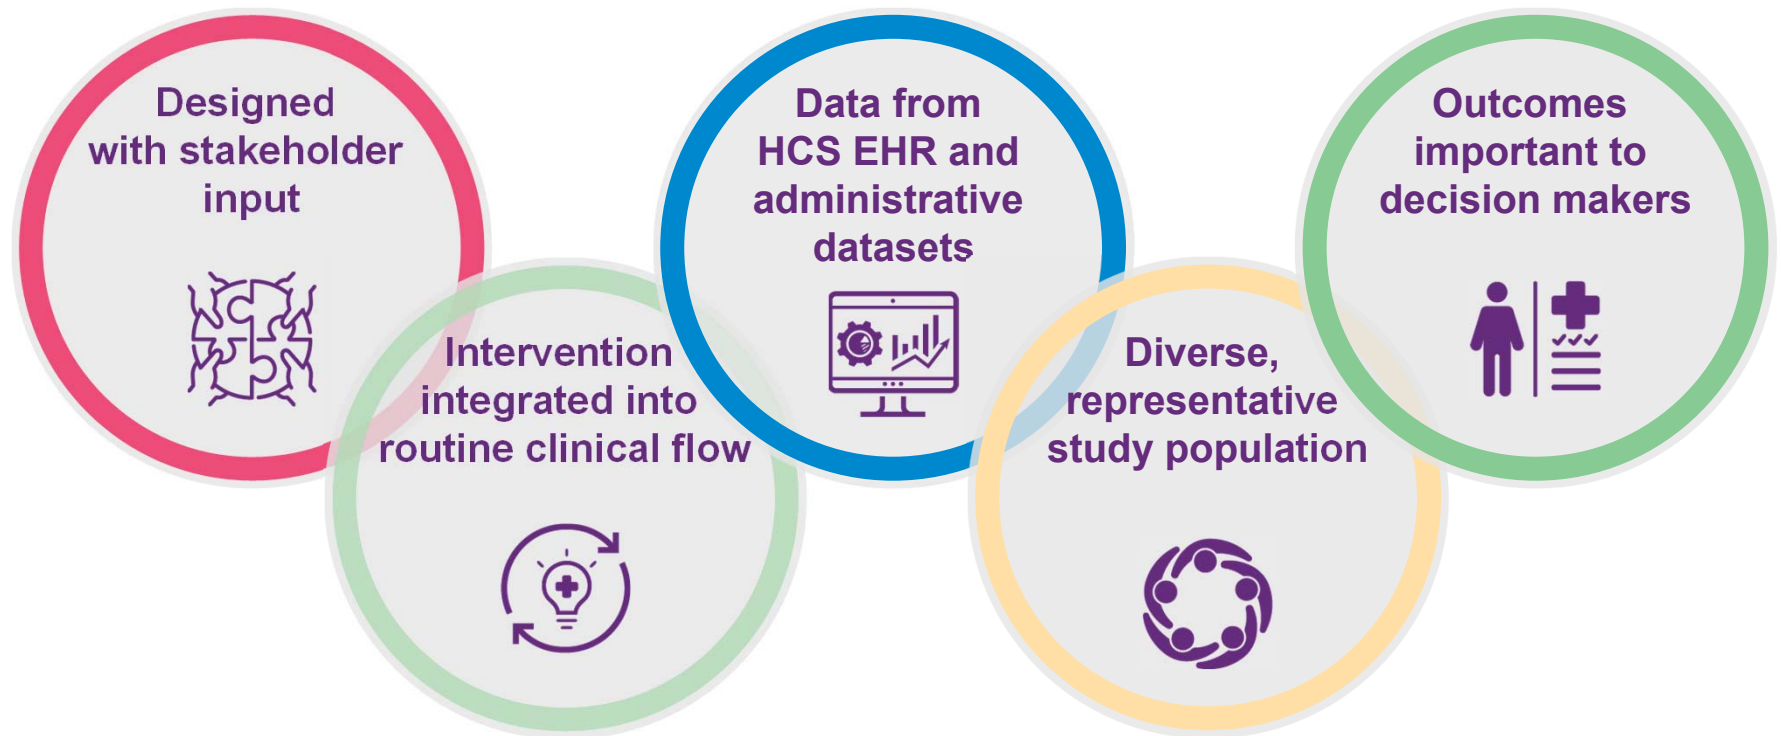 Designed
with stakeholder
input
Intervention
integrated into
routine clinical flow
Data from
HCS EHR and
administrative
datasets
Diverse,
representative
study population
Outcomes
important to
decision makers